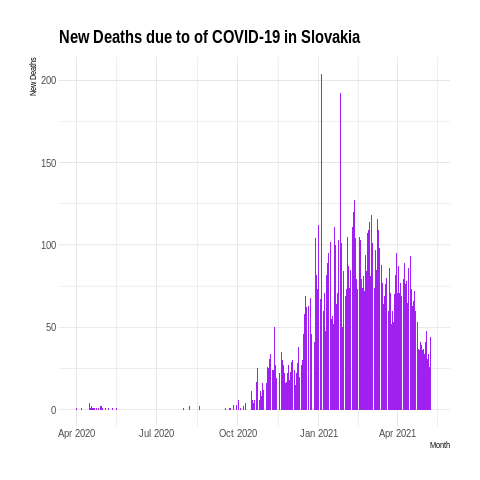 New Deaths due to of COVID-19 in Slovakia
New Deaths
200
150
100
50
0
Apr 2020 Jul 2020 Oct 2020 Jan 2021 Apr 2021
Month